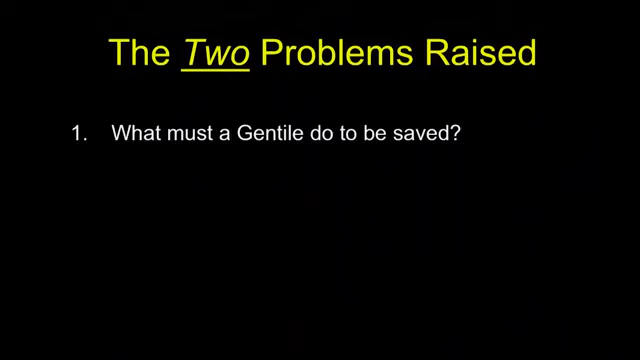 The Two Problems Raised
1. What must a Gentile do to be saved?